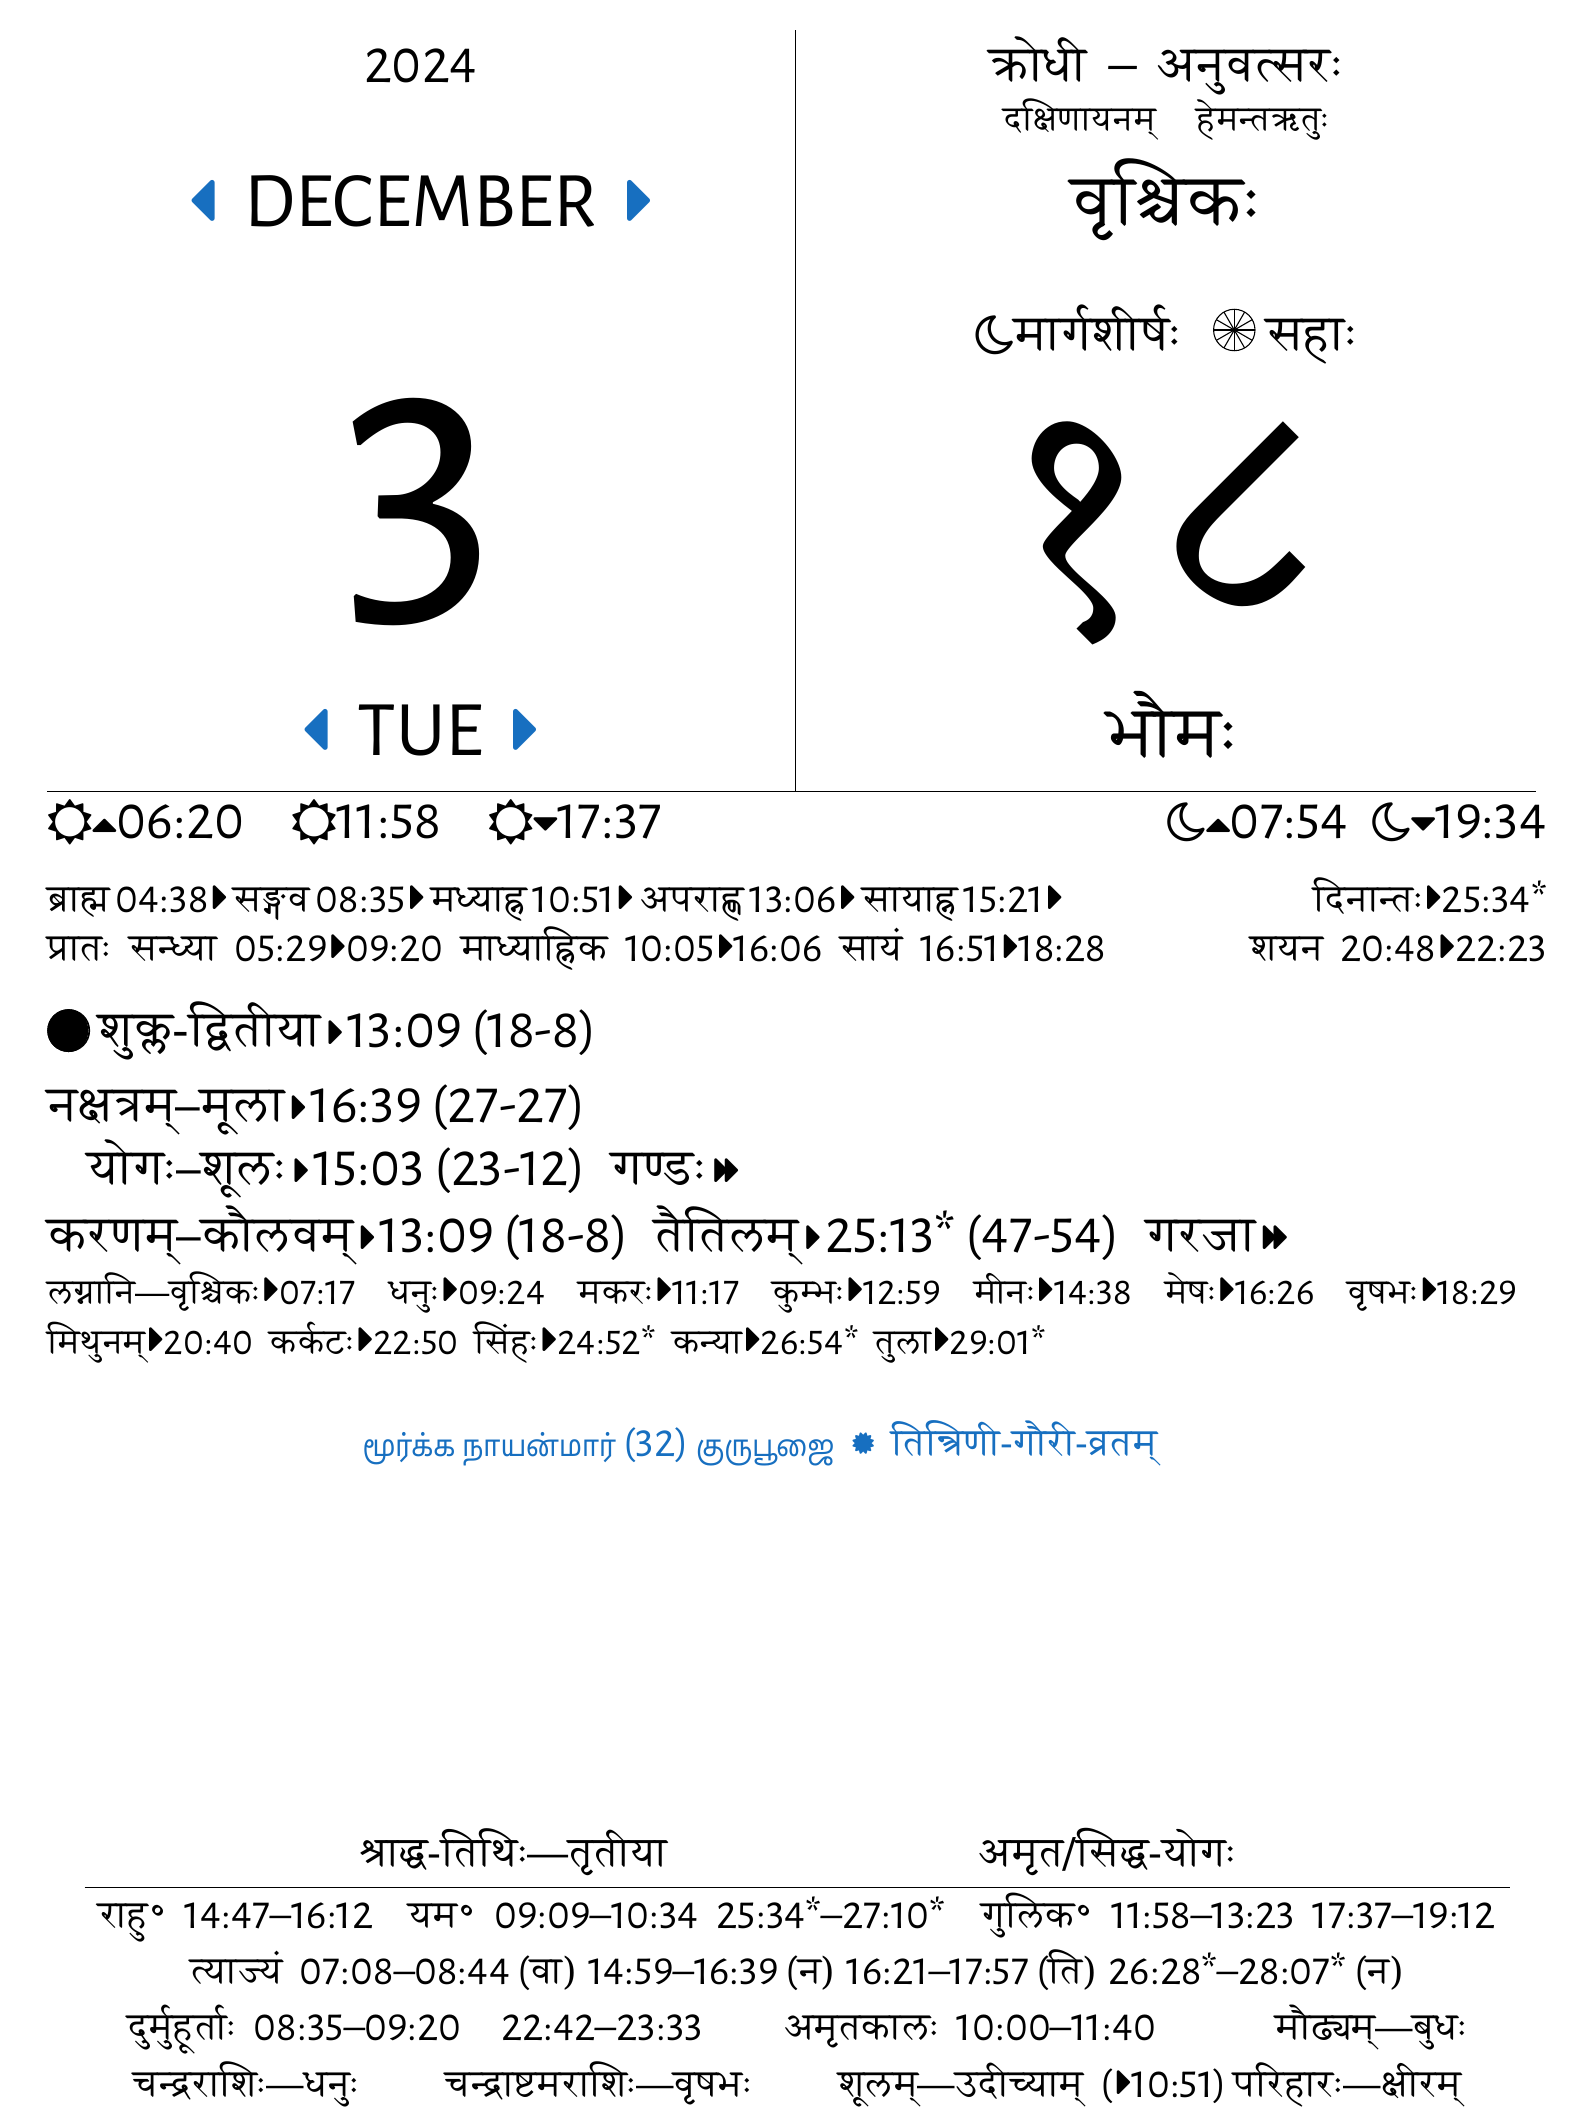 2024
DECEMBER
3
TUE
क्रोधी – अनुवत्सरः
दक्षिणायनम् हेमन्तऋतुः
वृश्चिकः
मार्गशीर्षः सहाः
१८
भौमः
06:20 11:58 17:37 07:54 19:34
ब्राह्म 04:38 सङ्गव 08:35 मध्याह्न 10:51 अपराह्ण 13:06 सायाह्न 15:21 दिनान्तः 25:34*
प्रातः सन्ध्या 05:29 09:20 माध्याह्निक 10:05 16:06 सायं 16:51 18:28 शयन 20:48 22:23
शुक्ल-द्वितीया 13:09 (18-8)
नक्षत्रम्–मूला 16:39 (27-27)
योगः–शूलः 15:03 (23-12) गण्डः
करणम्–कौलवम् 13:09 (18-8) तैतिलम् 25:13* (47-54) गरजा
लग्नानि—वृश्चिकः 07:17 धनुः 09:24 मकरः 11:17 कुम्भः 12:59 मीनः 14:38 मेषः 16:26 वृषभः 18:29
मिथुनम् 20:40 कर्कटः 22:50 सिंहः 24:52* कन्या 26:54* तुला 29:01*
மூர்க்க நாயன்மார் (32) குருபூஜை तिन्त्रिणी-गौरी-व्रतम्
श्राद्ध-तिथिः—तृतीया अमृत/सिद्ध-योगः
राहु॰ 14:47–16:12 यम॰ 09:09–10:34 25:34*–27:10* गुलिक॰ 11:58–13:23 17:37–19:12
त्याज्यं 07:08–08:44 (वा) 14:59–16:39 (न) 16:21–17:57 (ति) 26:28*–28:07* (न)
दुर्मुहूर्ताः 08:35–09:20 22:42–23:33 अमृतकालः 10:00–11:40 मौढ्यम्—बुधः
चन्द्रराशिः—धनुः चन्द्राष्टमराशिः—वृषभः शूलम्—उदीच्याम् (10:51) परिहारः—क्षीरम्